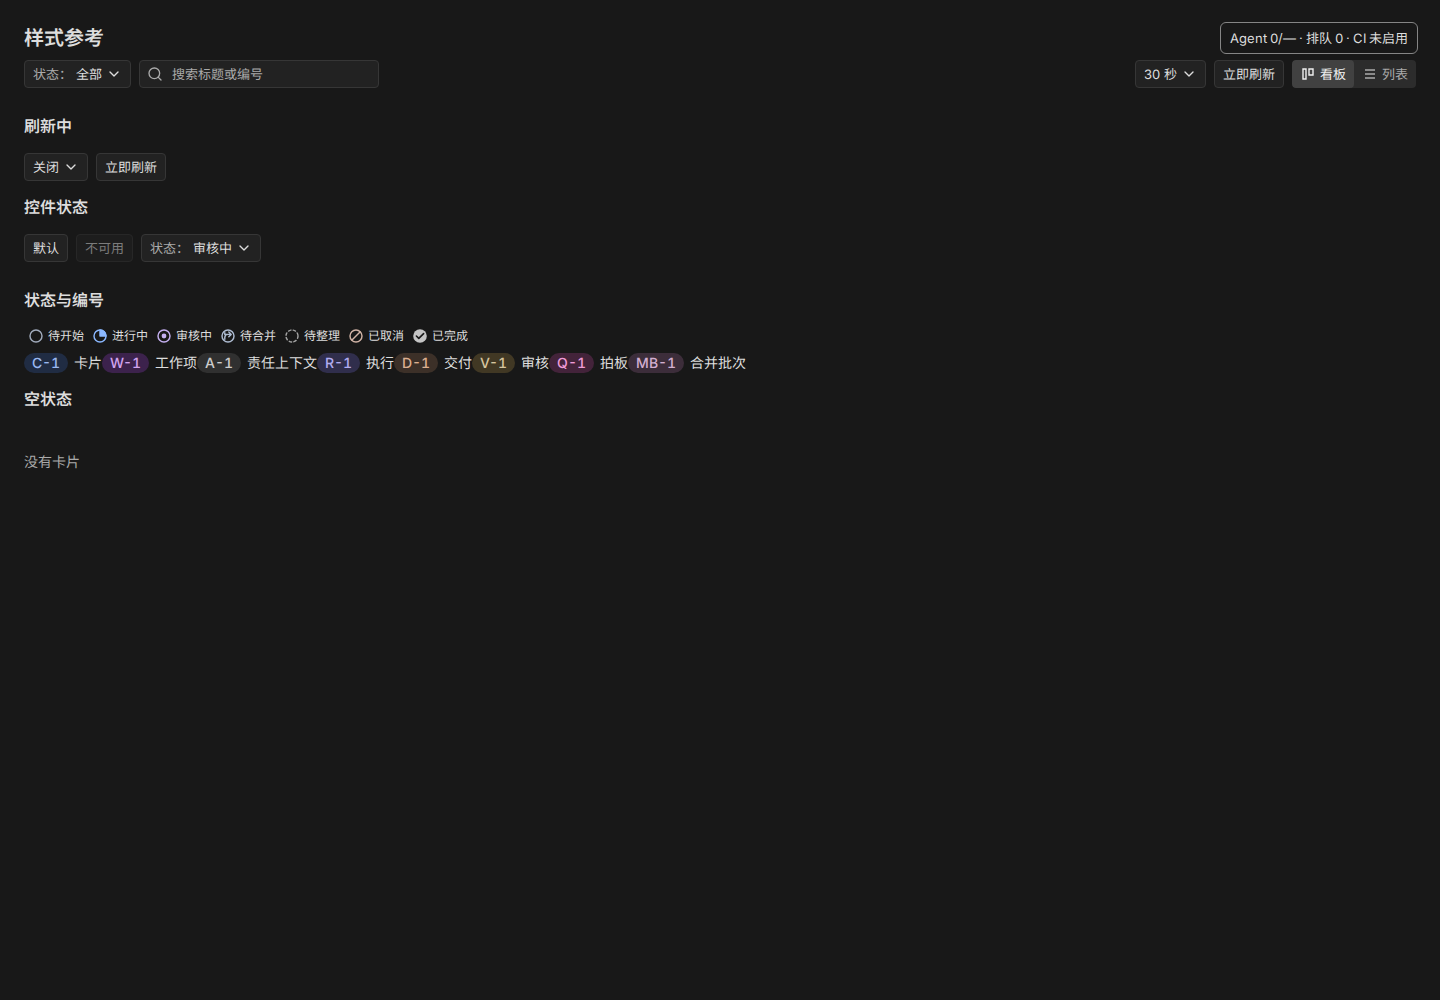 样式参考
Agent 0/— · 排队 0 · CI 未启用
状态： 全部 搜索标题或编号 30 秒 立即刷新 看板 列表
刷新中
关闭 立即刷新
控件状态
默认 不可用 状态： 审核中
状态与编号
待开始 进行中 审核中 待合并 待整理 已取消 已完成
C-1 卡片 W-1 工作项 A-1 责任上下文 R-1 执行 D-1 交付 V-1 审核 Q-1 拍板 MB-1 合并批次
空状态
没有卡片